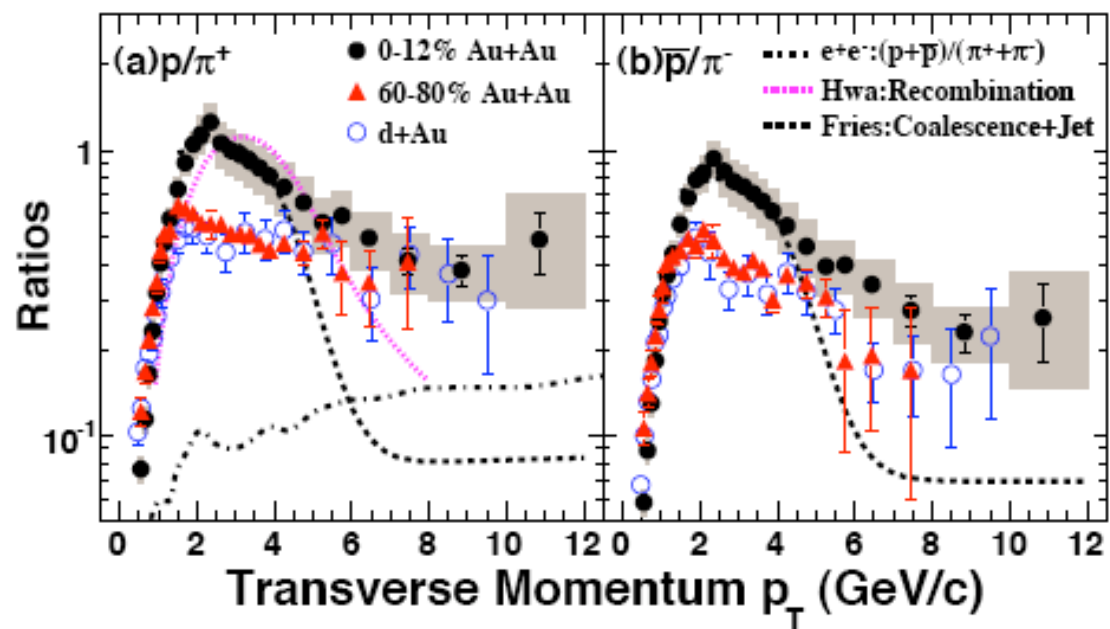 (a)p/π⁺
0-12% Au+Au
60-80% Au+Au
d+Au
(b)p̅/π⁻
e⁺e⁻:(p+p̅)/(π⁺+π⁻)
Hwa:Recombination
Fries:Coalescence+Jet
Ratios
1
10⁻¹
0 2 4 6 8 10 12 0 2 4 6 8 10 12
Transverse Momentum p_T (GeV/c)